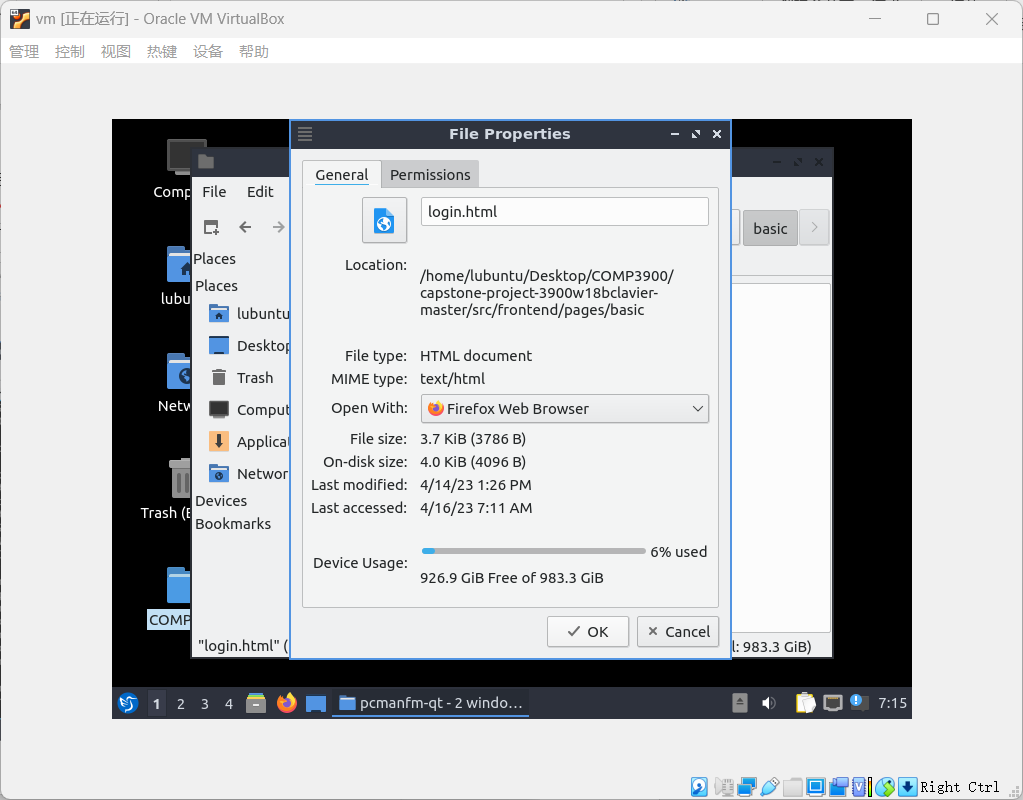 vm [正在运行] - Oracle VM VirtualBox
管理 控制 视图 热键 设备 帮助
File Properties
General Permissions
Comp
File Edit
login.html
basic
Location: /home/lubuntu/Desktop/COMP3900/
capstone-project-3900w18bclavier-
master/src/frontend/pages/basic
Places
Places
lubu
lubuntu
Desktop
File type: HTML document
Trash
MIME type: text/html
Netw
Comput
Open With: Firefox Web Browser
Applicat
File size: 3.7 KiB (3786 B)
On-disk size: 4.0 KiB (4096 B)
Networ
Last modified: 4/14/23 1:26 PM
Devices
Last accessed: 4/16/23 7:11 AM
Trash (E
Bookmarks
Device Usage: 6% used
926.9 GiB Free of 983.3 GiB
COMP
OK Cancel
"login.html" ( l: 983.3 GiB)
1 2 3 4 pcmanfm-qt - 2 windo... 7:15
Right Ctrl